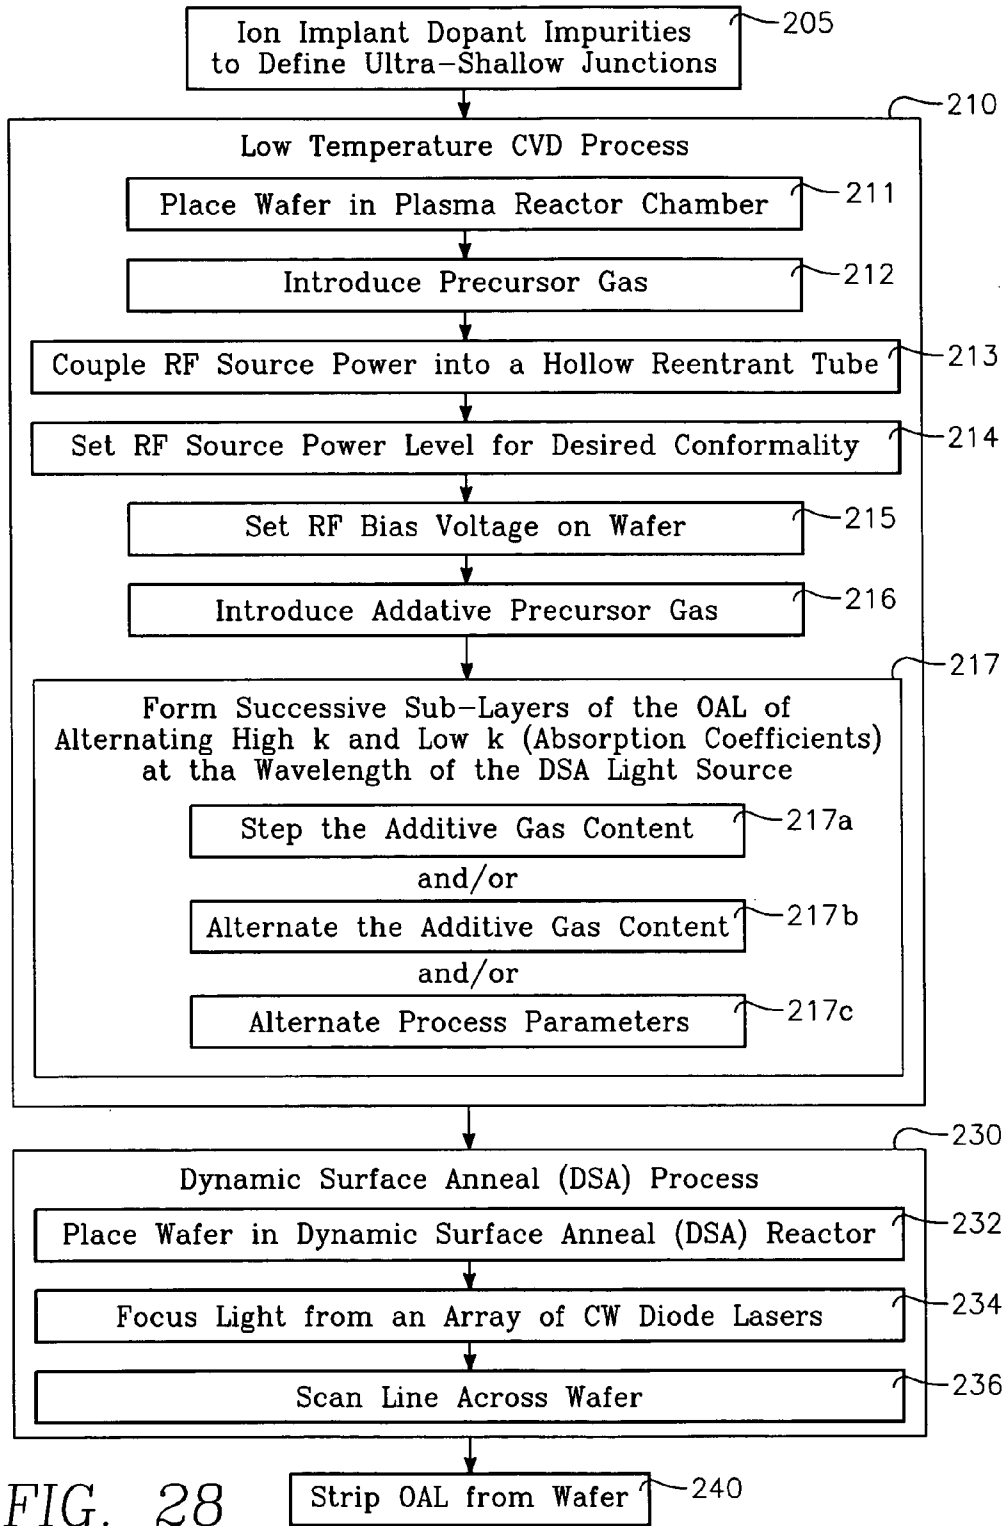 Ion Implant Dopant Impurities
to Define Ultra-Shallow Junctions
205
210
Low Temperature CVD Process
Place Wafer in Plasma Reactor Chamber
211
Introduce Precursor Gas
212
Couple RF Source Power into a Hollow Reentrant Tube
213
Set RF Source Power Level for Desired Conformality
214
Set RF Bias Voltage on Wafer
215
Introduce Addative Precursor Gas
216
217
Form Successive Sub-Layers of the OAL of
Alternating High k and Low k (Absorption Coefficients)
at tha Wavelength of the DSA Light Source
Step the Additive Gas Content
217a
and/or
Alternate the Additive Gas Content
217b
and/or
Alternate Process Parameters
217c
230
Dynamic Surface Anneal (DSA) Process
Place Wafer in Dynamic Surface Anneal (DSA) Reactor
232
Focus Light from an Array of CW Diode Lasers
234
Scan Line Across Wafer
236
Strip OAL from Wafer
240
FIG. 28